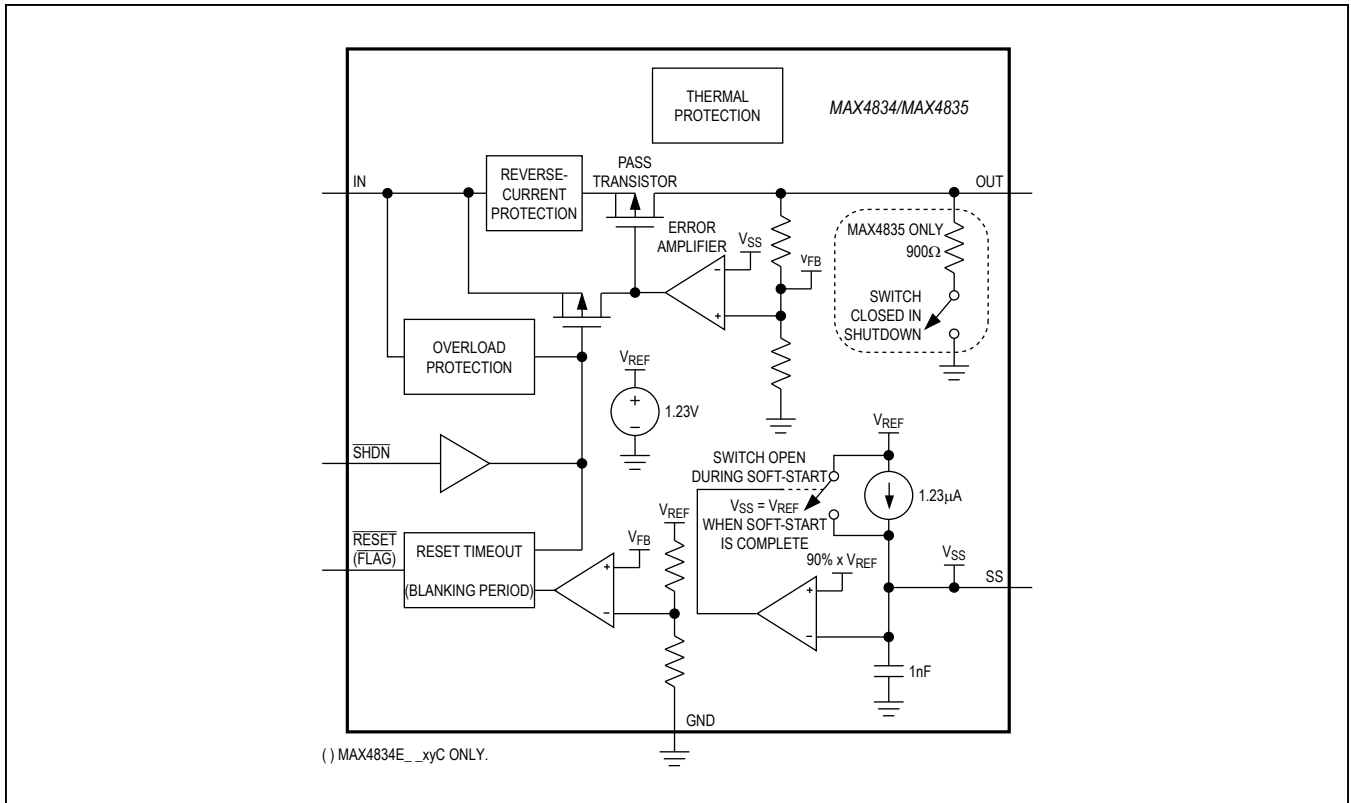 THERMAL
PROTECTION
MAX4834/MAX4835
IN
REVERSE-
CURRENT
PROTECTION
PASS
TRANSISTOR
OUT
ERROR
AMPLIFIER
VSS
-
+
VFB
MAX4835 ONLY
900Ω
SWITCH
CLOSED IN
SHUTDOWN
OVERLOAD
PROTECTION
VREF
+
-
1.23V
SHDN
VREF
SWITCH OPEN
DURING SOFT-START
VSS = VREF
WHEN SOFT-START
IS COMPLETE
1.23µA
RESET
(FLAG)
RESET TIMEOUT
(BLANKING PERIOD)
VFB
+
-
VREF
90% x VREF
+
-
VSS
SS
1nF
GND
( ) MAX4834E_ _xyC ONLY.